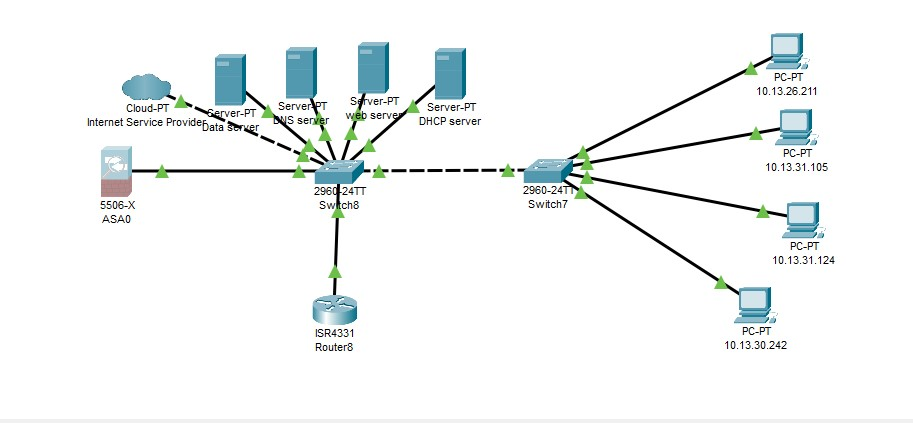 Cloud-PT
Internet Service Provider
Server-PT
Data server
Server-PT
DNS server
Server-PT
web server
Server-PT
DHCP server
5506-X
ASA0
2960-24TT
Switch8
2960-24TT
Switch7
ISR4331
Router8
PC-PT
10.13.26.211
PC-PT
10.13.31.105
PC-PT
10.13.31.124
PC-PT
10.13.30.242